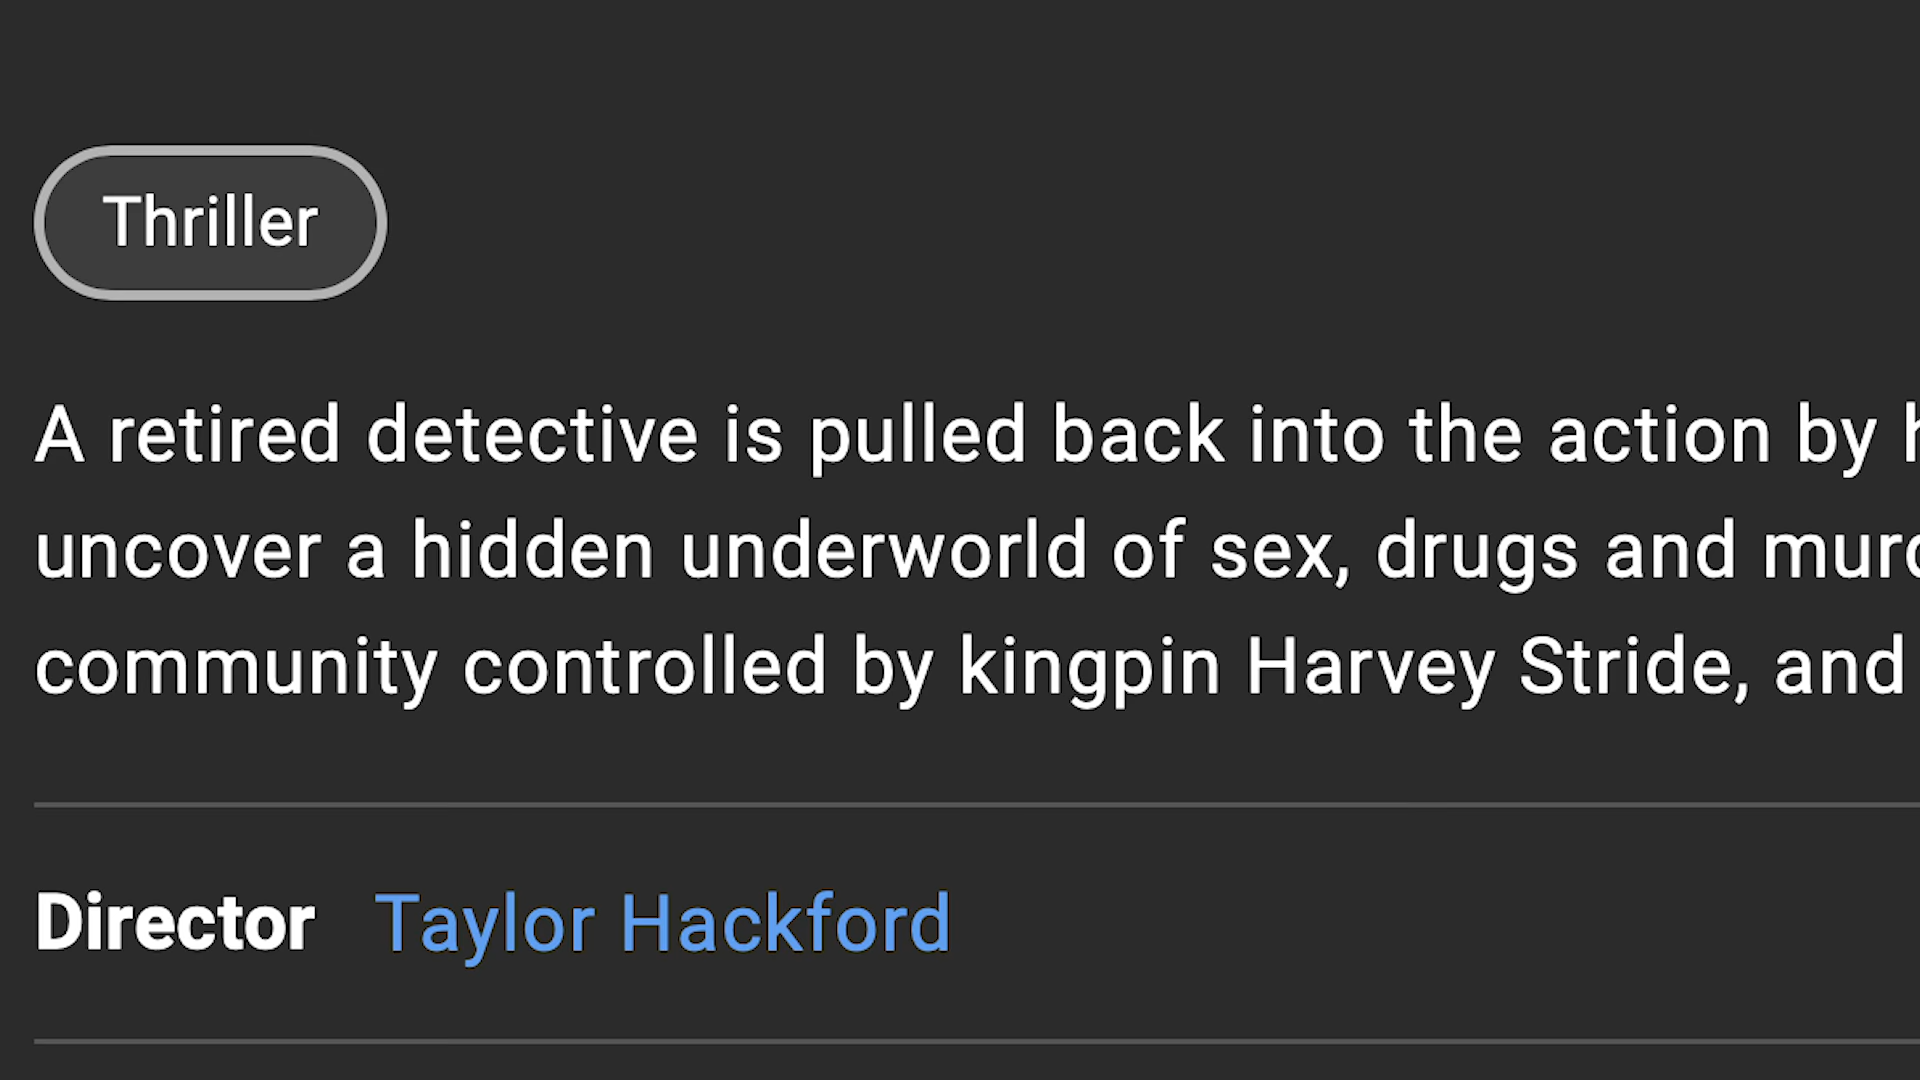 Thriller
A retired detective is pulled back into the action by
uncover a hidden underworld of sex, drugs and
community controlled by kingpin Harvey Stride, and
Director Taylor Hackford